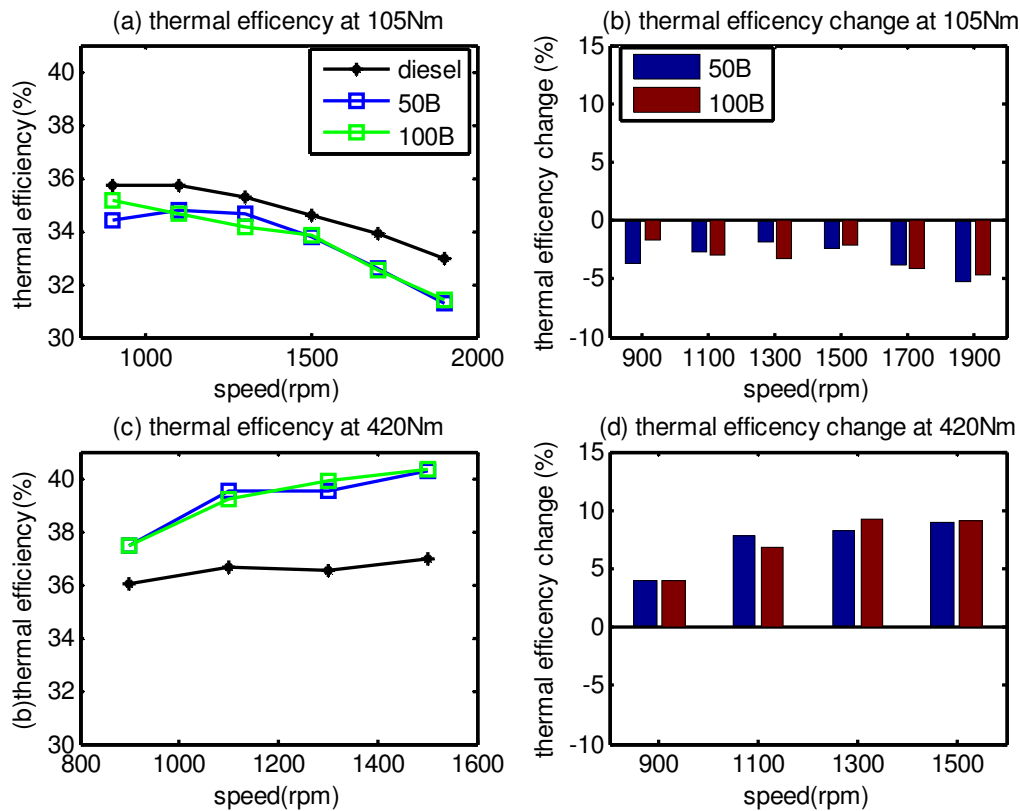 (a) thermal efficency at 105Nm
thermal efficiency(%)
40
38
36
34
32
30
diesel
50B
100B
1000
1500
2000
speed(rpm)
(b) thermal efficency change at 105Nm
thermal efficency change (%)
15
10
5
0
-5
-10
50B
100B
900
1100
1300
1500
1700
1900
speed(rpm)
(c) thermal efficency at 420Nm
(b)thermal efficiency(%)
40
38
36
34
32
30
800
1000
1200
1400
1600
speed(rpm)
(d) thermal efficency change at 420Nm
thermal efficency change (%)
15
10
5
0
-5
-10
900
1100
1300
1500
speed(rpm)